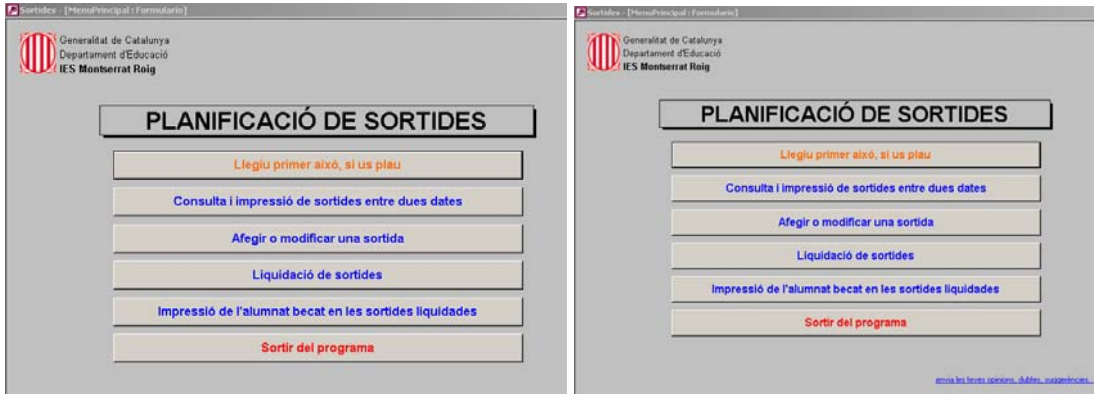 Sortides - [MenuPrincipal : Formulario]
Generalitat de Catalunya
Departament d'Educació
IES Montserrat Roig
PLANIFICACIÓ DE SORTIDES
Llegiu primer aixó, si us plau
Consulta i impressió de sortides entre dues dates
Afegir o modificar una sortida
Liquidació de sortides
Impressió de l'alumnat becat en les sortides liquidades
Sortir del programa
Sortides - [MenuPrincipal : Formulario]
Generalitat de Catalunya
Departament d'Educació
IES Montserrat Roig
PLANIFICACIÓ DE SORTIDES
Llegiu primer aixó, si us plau
Consulta i impressió de sortides entre dues dates
Afegir o modificar una sortida
Liquidació de sortides
Impressió de l'alumnat becat en les sortides liquidades
Sortir del programa
envia les teves opinions, dubtes, suggerències...